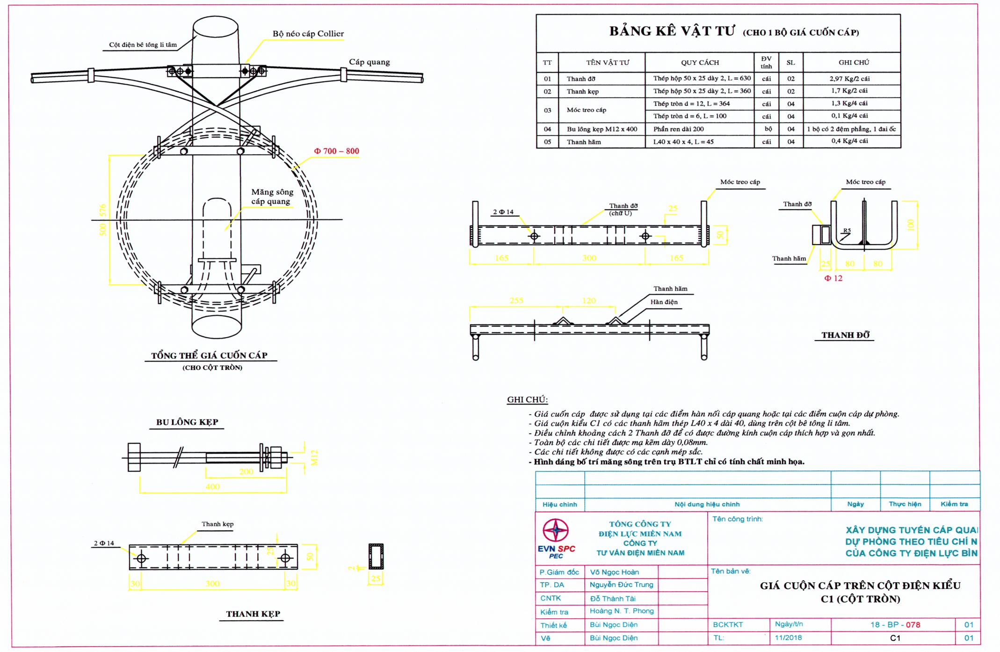 Cột điện bê tông li tâm
Bộ néo cáp Collier
Cáp quang
Φ 700 – 800
Măng sông
cáp quang
500 576
TỔNG THỂ GIÁ CUỐN CÁP
(CHO CỘT TRÒN)
BẢNG KÊ VẬT TƯ (CHO 1 BỘ GIÁ CUỐN CÁP)
TT TÊN VẬT TƯ QUY CÁCH ĐV tính SL GHI CHÚ
01 Thanh đỡ Thép hộp 50 x 25 dày 2, L = 630 cái 02 2,97 Kg/2 cái
02 Thanh kẹp Thép hộp 50 x 25 dày 2, L = 360 cái 02 1,7 Kg/2 cái
03 Móc treo cáp Thép tròn d = 12, L = 364 cái 04 1,3 Kg/4 cái
Thép tròn d = 6, L = 100 cái 04 0,1 Kg/4 cái
04 Bu lông kẹp M12 x 400 Phần ren dài 200 bộ 04 1 bộ có 2 đệm phẳng, 1 đai ốc
05 Thanh hãm L40 x 40 x 4, L = 45 cái 04 0,4 Kg/4 cái
Móc treo cáp
2 Φ 14
Thanh đỡ
(chữ U)
25
50
165 300 165
Móc treo cáp
Thanh đỡ
R5
100
Thanh hãm
25 80 80
Φ 12
Thanh hãm
255 120
Hàn điện
THANH ĐỠ
BU LÔNG KẸP
M12
200
400
Thanh kẹp
2 Φ 14
25
50
30 300 30
2
25
THANH KẸP
GHI CHÚ:
- Giá cuốn cáp được sử dụng tại các điểm hàn nối cáp quang hoặc tại các điểm cuộn cáp dự phòng.
- Giá cuộn kiểu C1 có các thanh hãm thép L40 x 4 dài 40, dùng trên cột bê tông li tâm.
- Điều chỉnh khoảng cách 2 Thanh đỡ để có được đường kính cuộn cáp thích hợp và gọn nhất.
- Toàn bộ các chi tiết được mạ kẽm dày 0,08mm.
- Các chi tiết không được có các cạnh mép sắc.
- Hình dáng bố trí măng sông trên trụ BTLT chỉ có tính chất minh họa.
Hiệu chỉnh Nội dung hiệu chỉnh Ngày Thực hiện Kiểm tra
EVN SPC
PEC
TỔNG CÔNG TY
ĐIỆN LỰC MIỀN NAM
CÔNG TY
TƯ VẤN ĐIỆN MIỀN NAM
Tên công trình:
XÂY DỰNG TUYẾN CÁP QUA
DỰ PHÒNG THEO TIÊU CHÍ N
CỦA CÔNG TY ĐIỆN LỰC BÌN
P.Giám đốc Võ Ngọc Hoàn
TP. DA Nguyễn Đức Trung
CNTK Đỗ Thành Tài
Kiểm tra Hoàng N. T. Phong
Thiết kế Bùi Ngọc Diện
Vẽ Bùi Ngọc Diện
Tên bản vẽ:
GIÁ CUỘN CÁP TRÊN CỘT ĐIỆN KIỂU
C1 (CỘT TRÒN)
BCKTKT Ngày/t/n 18 - BP - 078 01
TL: 11/2018 C1 01